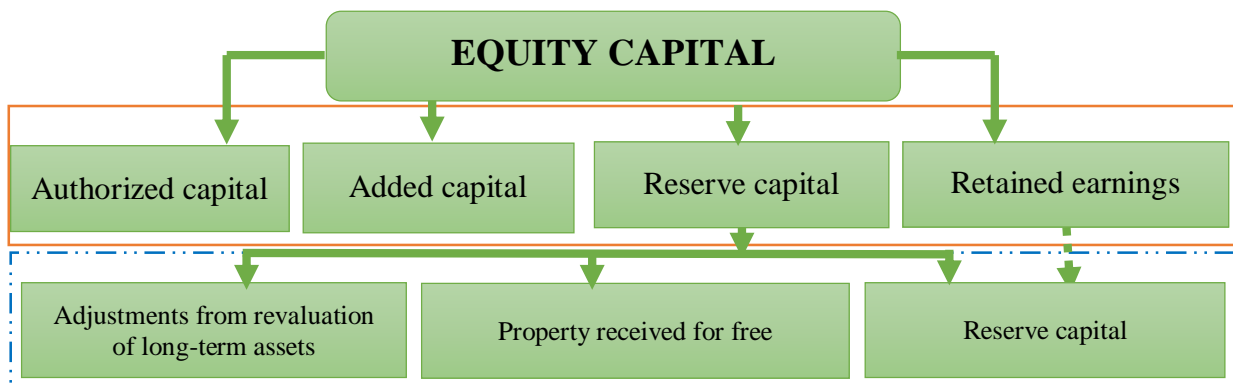 EQUITY CAPITAL
Authorized capital
Added capital
Reserve capital
Retained earnings
Adjustments from revaluation
of long-term assets
Property received for free
Reserve capital